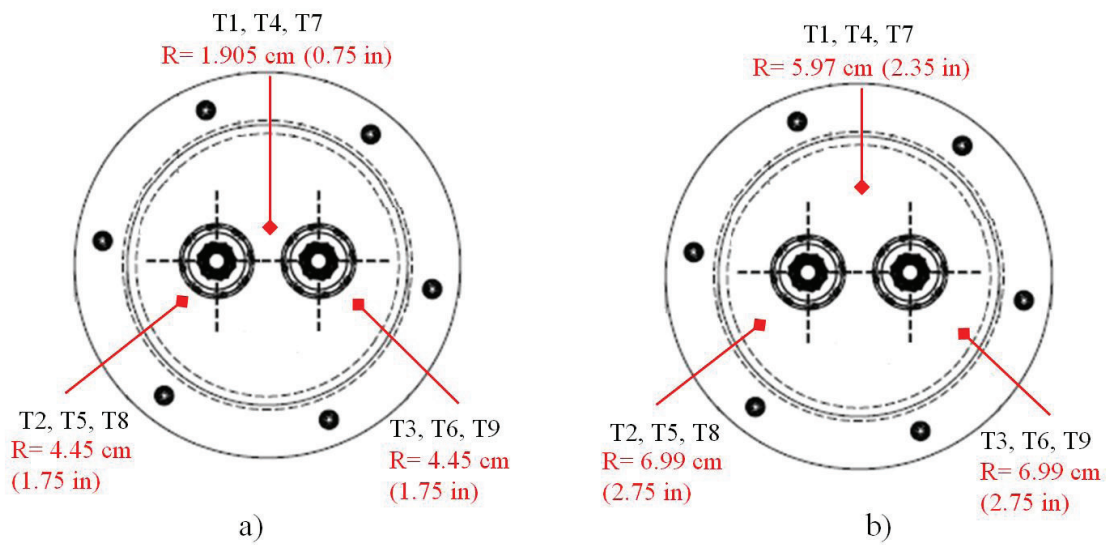 T1, T4, T7
R= 1.905 cm (0.75 in)
T2, T5, T8
R= 4.45 cm
(1.75 in)
T3, T6, T9
R= 4.45 cm
(1.75 in)
a)
T1, T4, T7
R= 5.97 cm (2.35 in)
T2, T5, T8
R= 6.99 cm
(2.75 in)
T3, T6, T9
R= 6.99 cm
(2.75 in)
b)